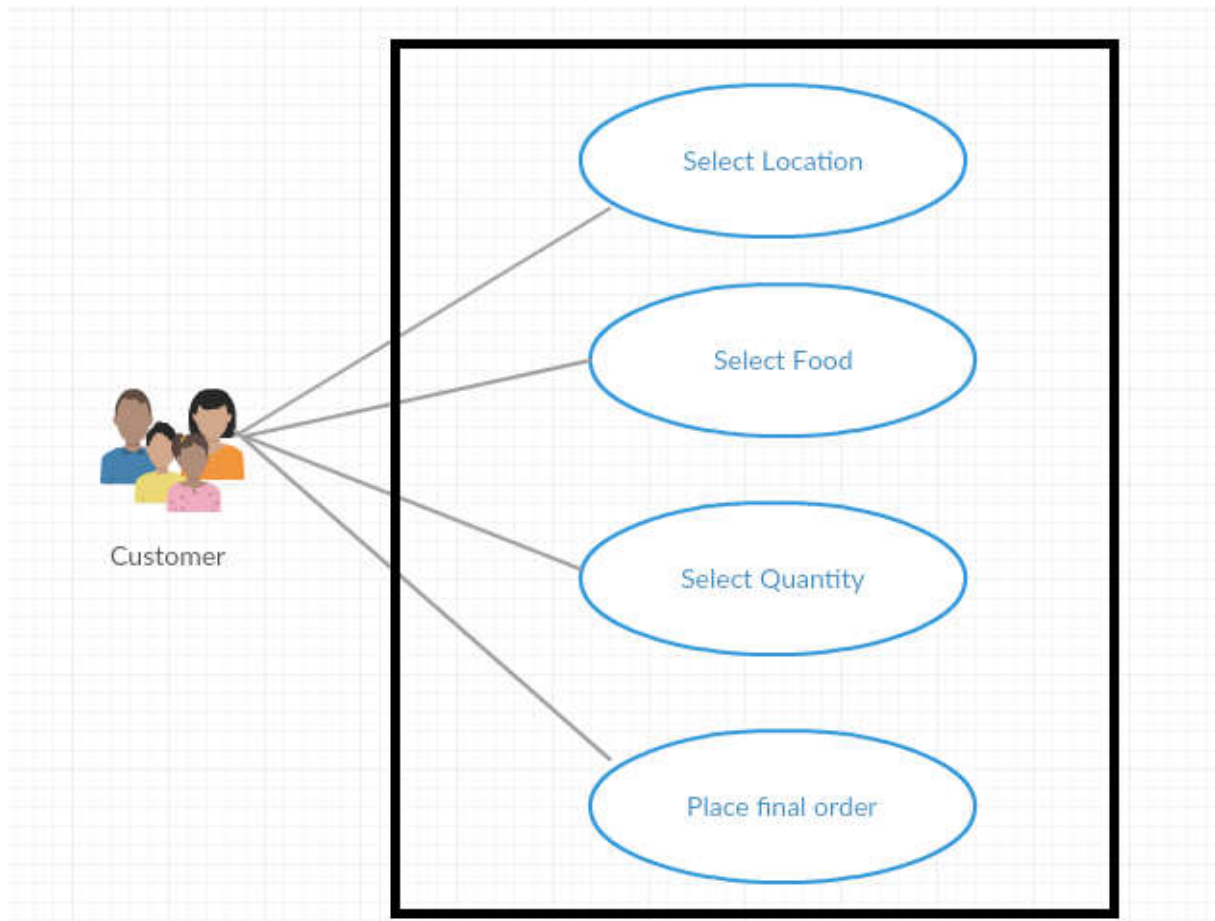 Select Location
Select Food
Customer
Select Quantity
Place final order